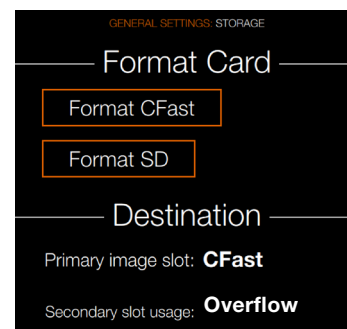 GENERAL SETTINGS: STORAGE
Format Card
Format CFast
Format SD
Destination
Primary image slot: CFast
Secondary slot usage: Overflow